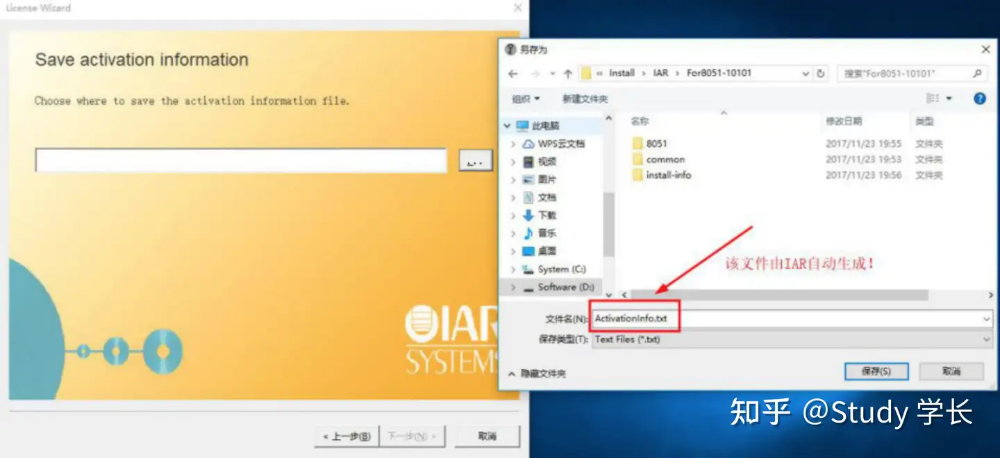 License Wizard
Save activation information
Choose where to save the activation information file.
...
IAR
SYSTEMS
< 上一步(B)
下一步(N) >
取消
另存为
« Install › IAR › For8051-10101
搜索"For8051-10101"
组织
新建文件夹
此电脑
WPS云文档
视频
图片
文档
下载
音乐
桌面
System (C:)
Software (D:)
名称 修改日期 类型
8051 2017/11/23 19:55 文件夹
common 2017/11/23 19:53 文件夹
install-info 2017/11/23 19:56 文件夹
该文件由IAR自动生成!
文件名(N): ActivationInfo.txt
保存类型(T): Text Files (*.txt)
隐藏文件夹
保存(S)
取消
知乎 @Study 学长